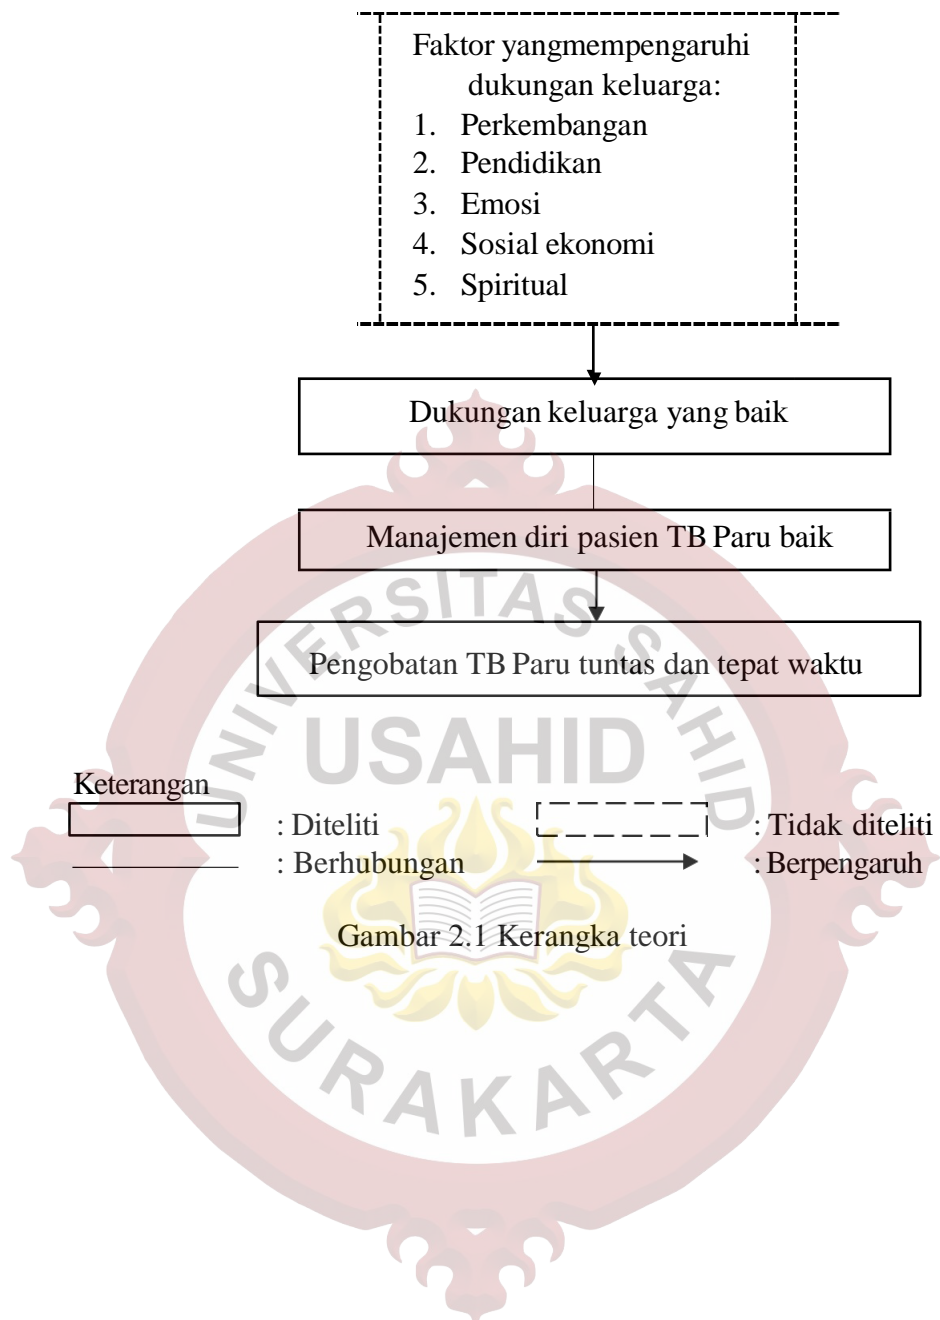 Faktor yangmempengaruhi
dukungan keluarga:
1. Perkembangan
2. Pendidikan
3. Emosi
4. Sosial ekonomi
5. Spiritual
Dukungan keluarga yang baik
Manajemen diri pasien TB Paru baik
Pengobatan TB Paru tuntas dan tepat waktu
UNIVERSITAS SAHID
USAHID
SURAKARTA
Keterangan
: Diteliti : Tidak diteliti
: Berhubungan : Berpengaruh
Gambar 2.1 Kerangka teori